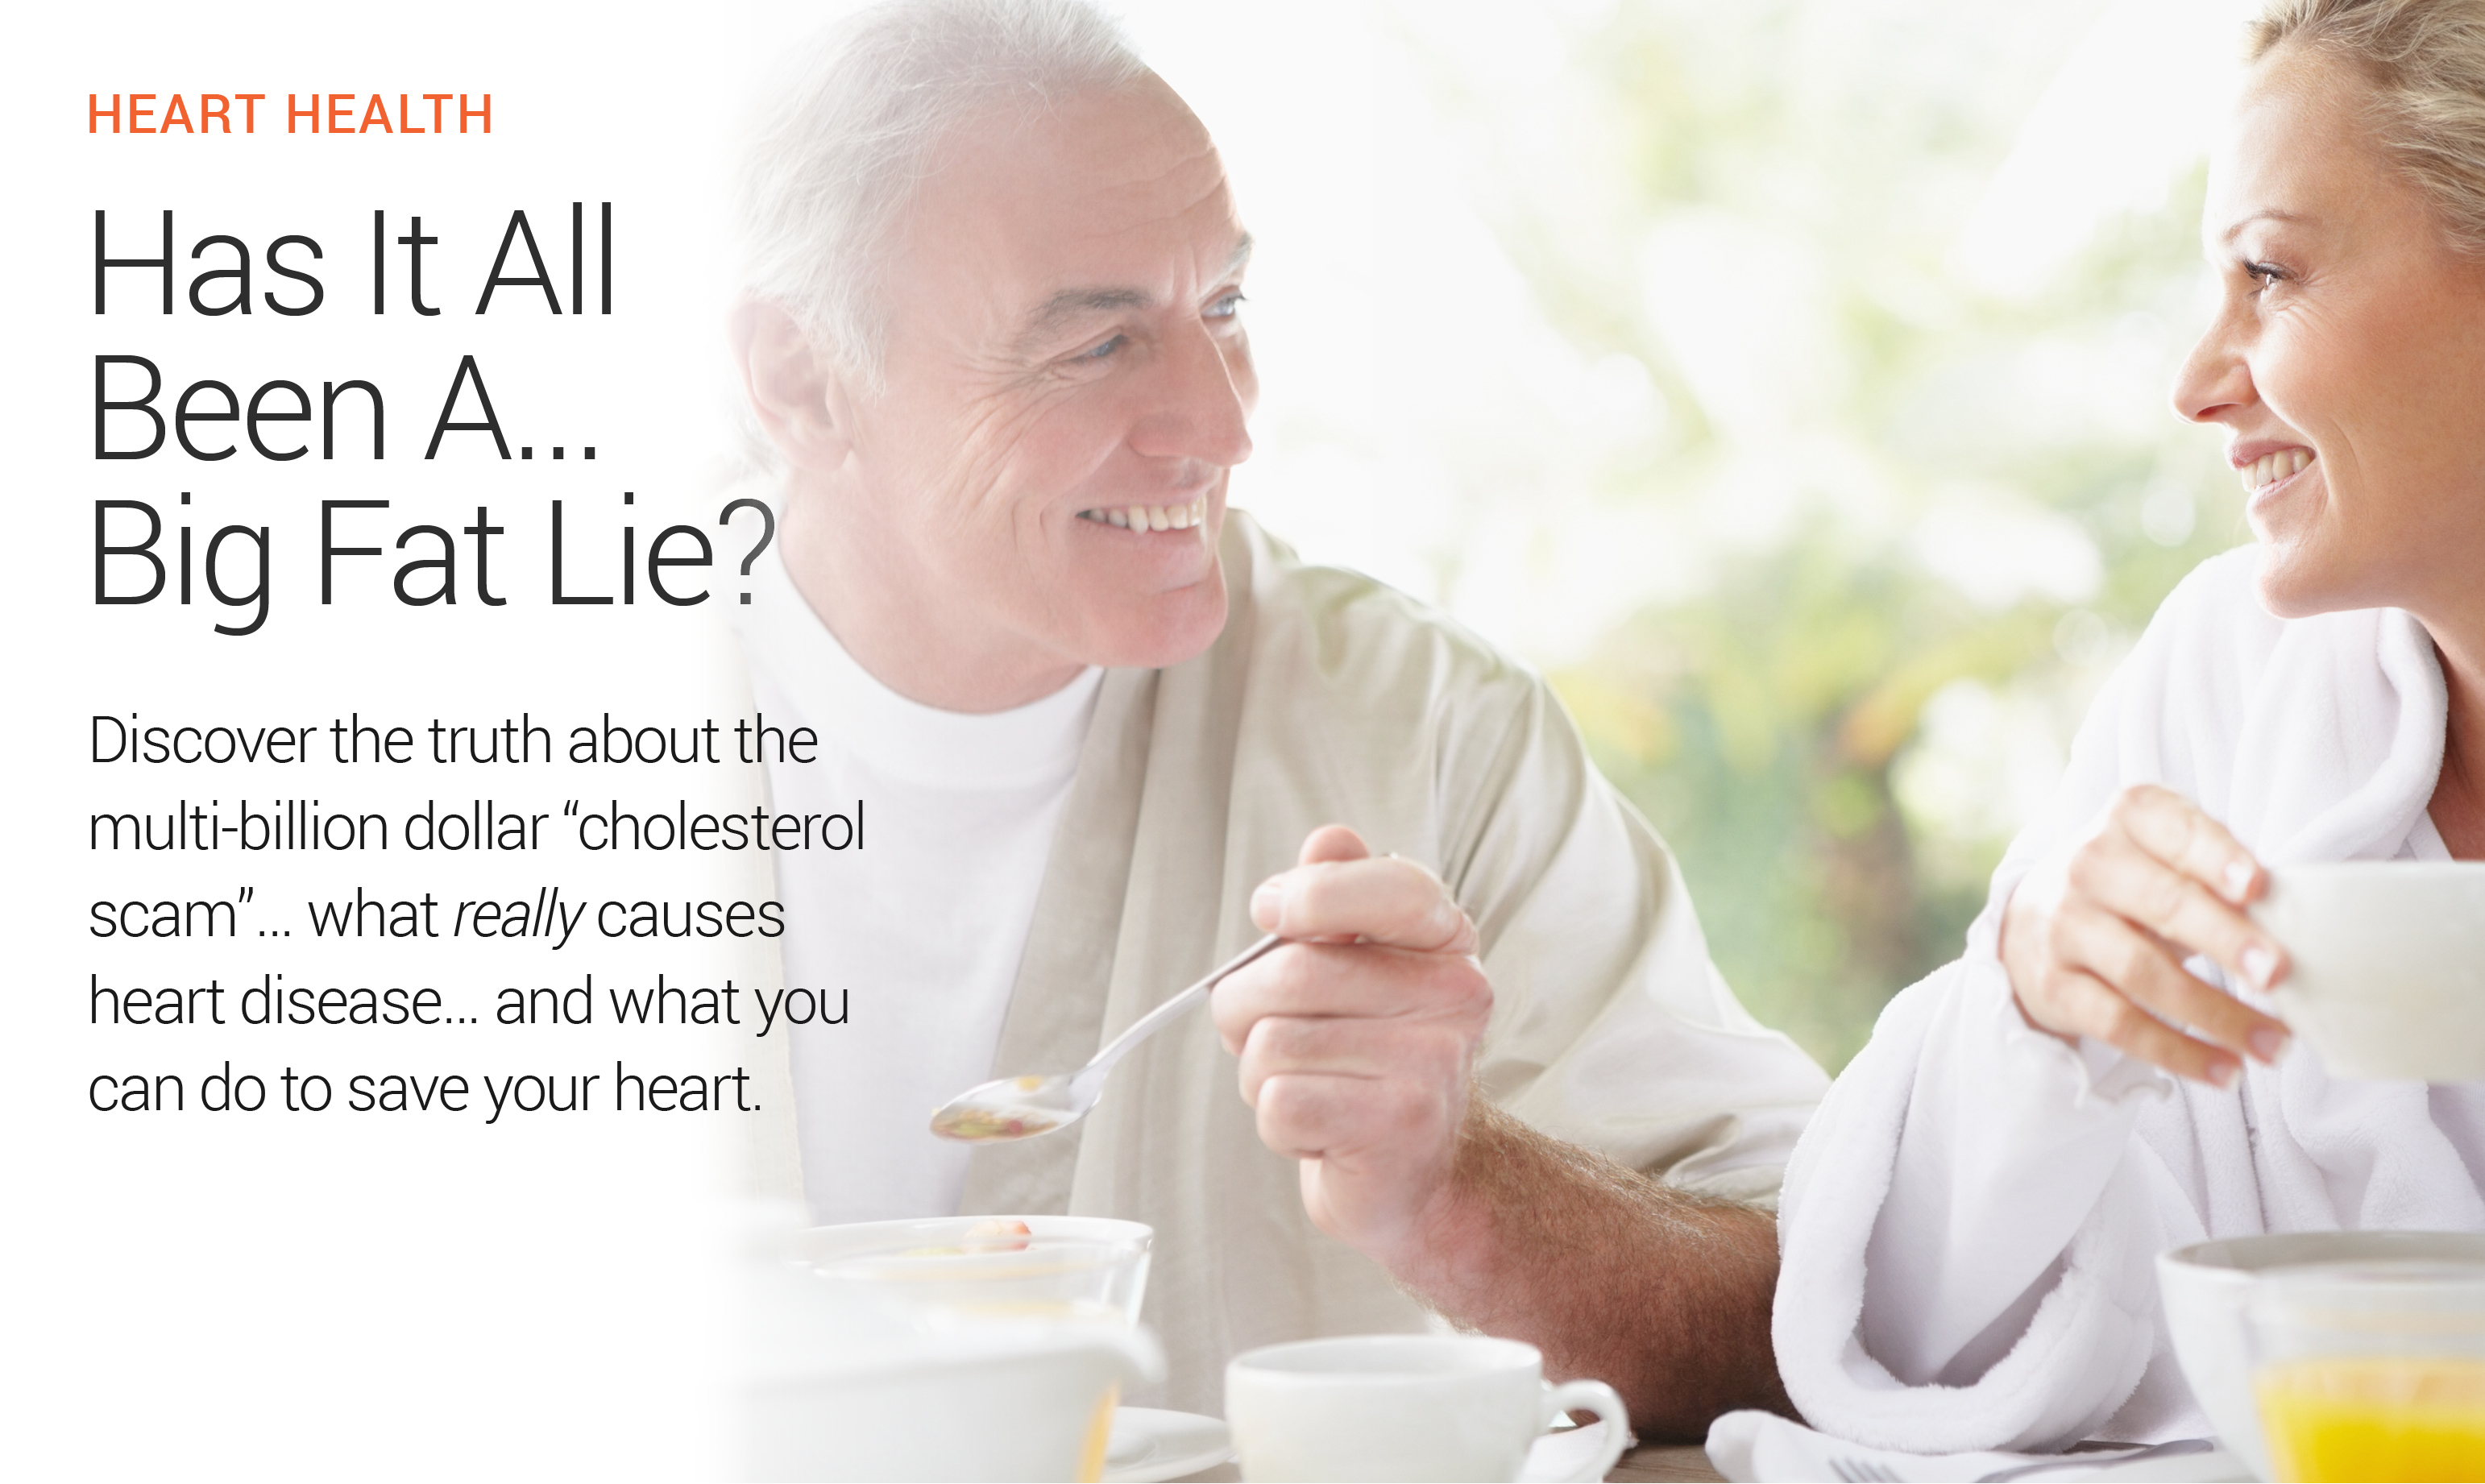 HEART HEALTH
Has It All
Been A...
Big Fat Lie?
Discover the truth about the
multi-billion dollar “cholesterol
scam”... what really causes
heart disease... and what you
can do to save your heart.